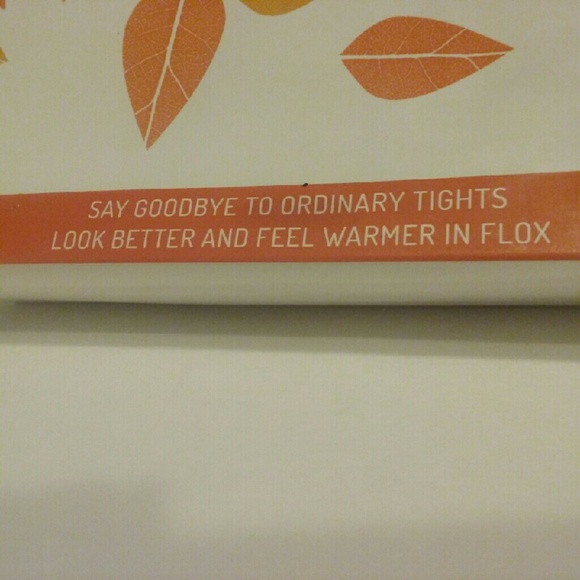 SAY GOODBYE TO ORDINARY TIGHTS
LOOK BETTER AND FEEL WARMER IN FLOX